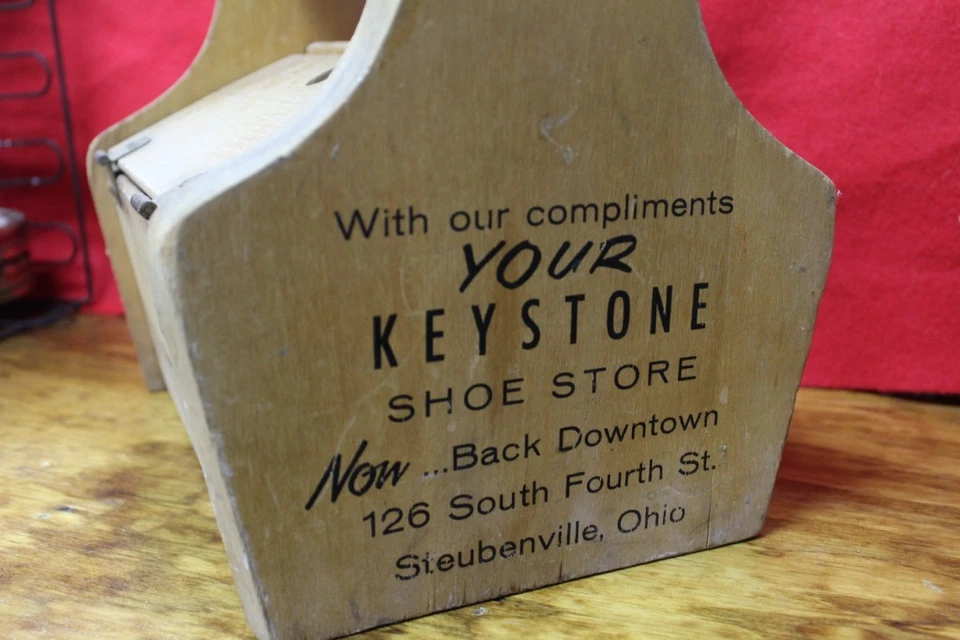 With our compliments
YOUR
KEYSTONE
SHOE STORE
Now ...Back Downtown
126 South Fourth St.
Steubenville, Ohio